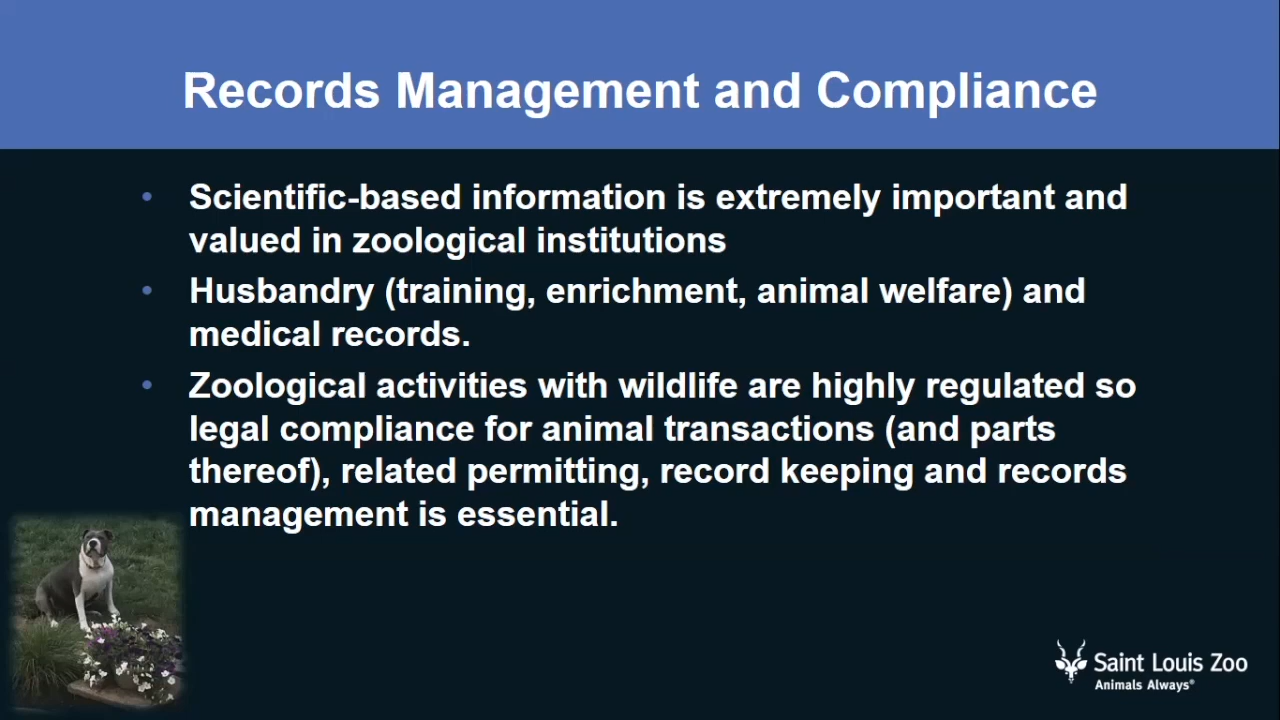 Records Management and Compliance
• Scientific-based information is extremely important and
valued in zoological institutions
• Husbandry (training, enrichment, animal welfare) and
medical records.
• Zoological activities with wildlife are highly regulated so
legal compliance for animal transactions (and parts
thereof), related permitting, record keeping and records
management is essential.
Saint Louis Zoo
Animals Always®